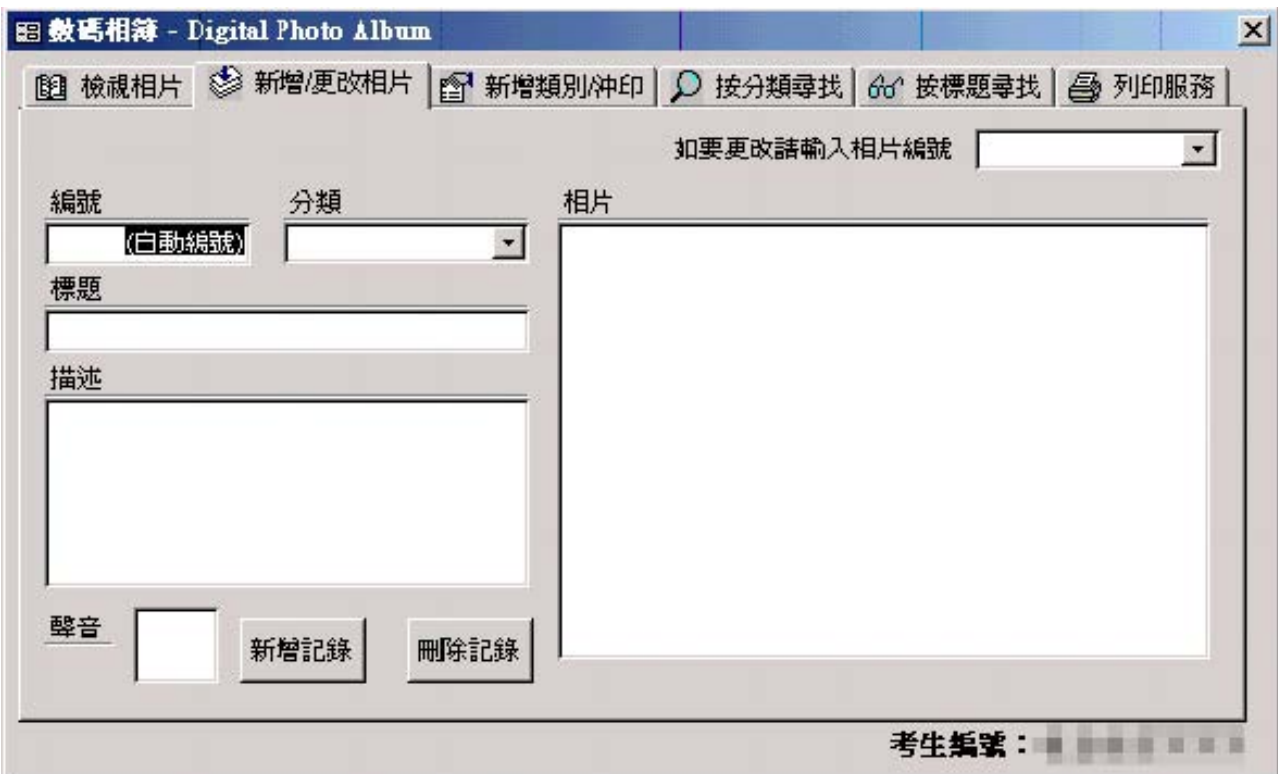 數碼相簿 - Digital Photo Album
檢視相片 新增/更改相片 新增類別/沖印 按分類尋找 按標題尋找 列印服務
如要更改請輸入相片編號
編號 分類 相片
(自動編號)
標題
描述
聲音 新增記錄 刪除記錄
考生編號：